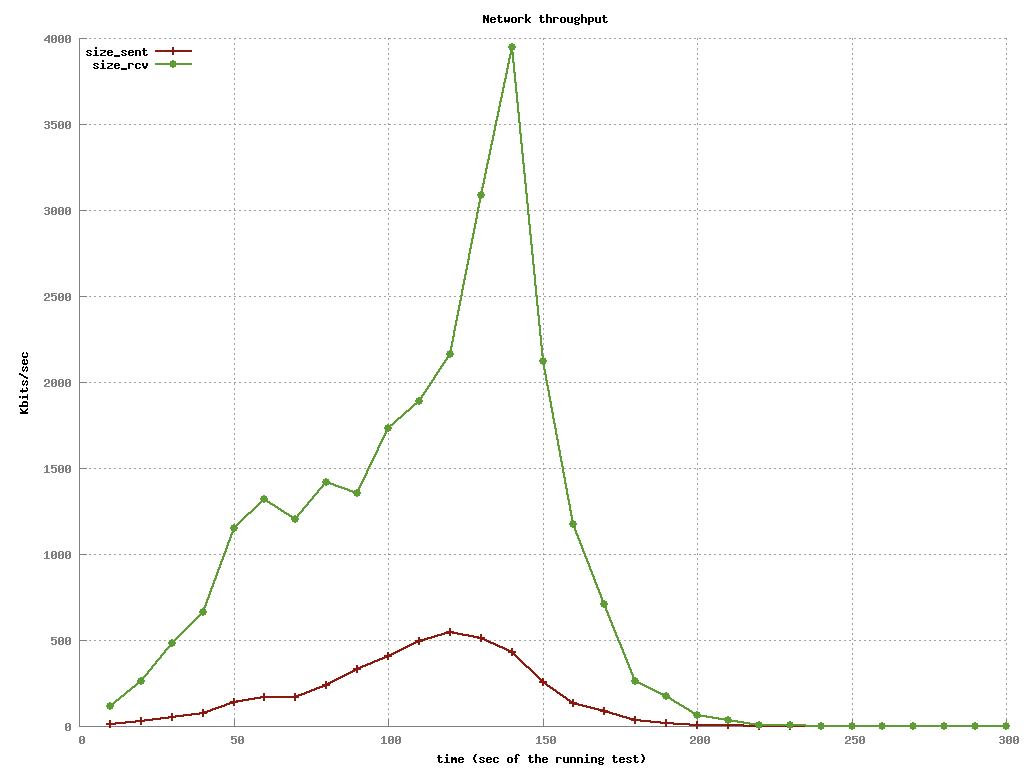 Network throughput
size_sent
size_rcv
4000
3500
3000
2500
2000
1500
1000
500
0
Kbits/sec
0 50 100 150 200 250 300
time (sec of the running test)